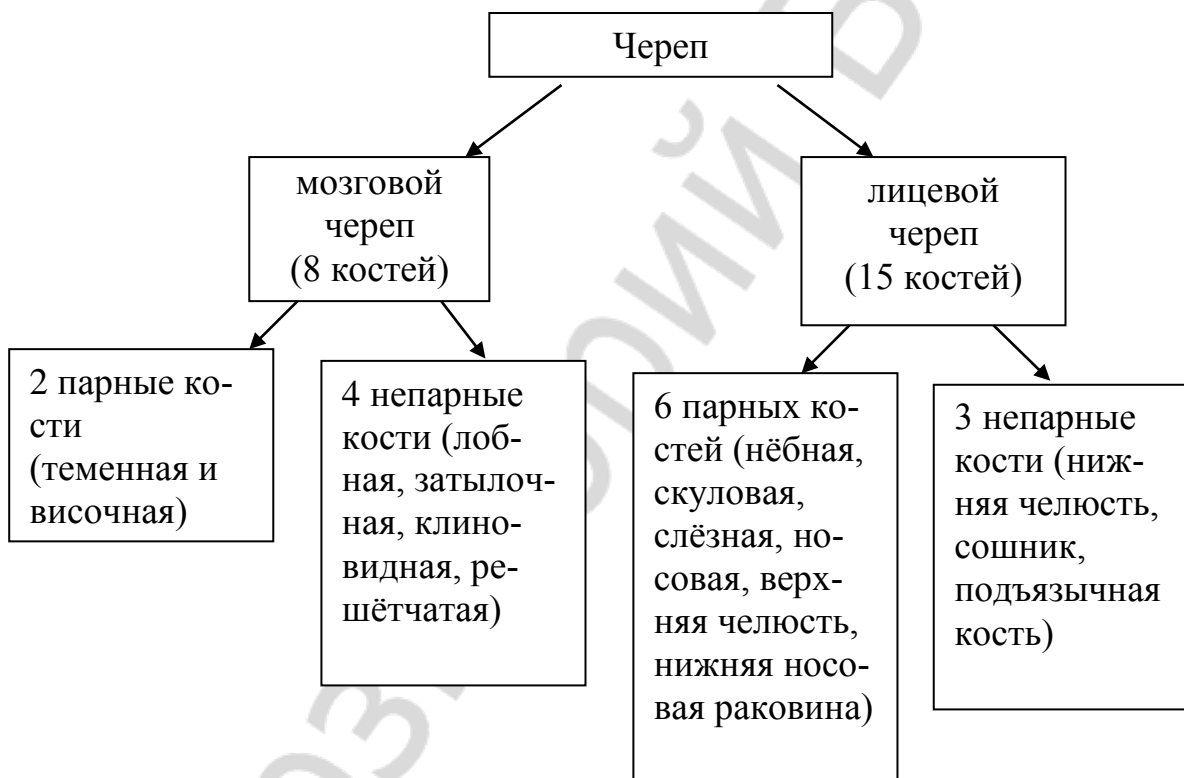 Череп
мозговой
череп
(8 костей)
лицевой
череп
(15 костей)
2 парные ко-
сти
(теменная и
височная)
4 непарные
кости (лоб-
ная, затылоч-
ная, клино-
видная, ре-
шётчатая)
6 парных ко-
стей (нёбная,
скуловая,
слёзная, но-
совая, верх-
няя челюсть,
нижняя носо-
вая раковина)
3 непарные
кости (ниж-
няя челюсть,
сошник,
подъязычная
кость)